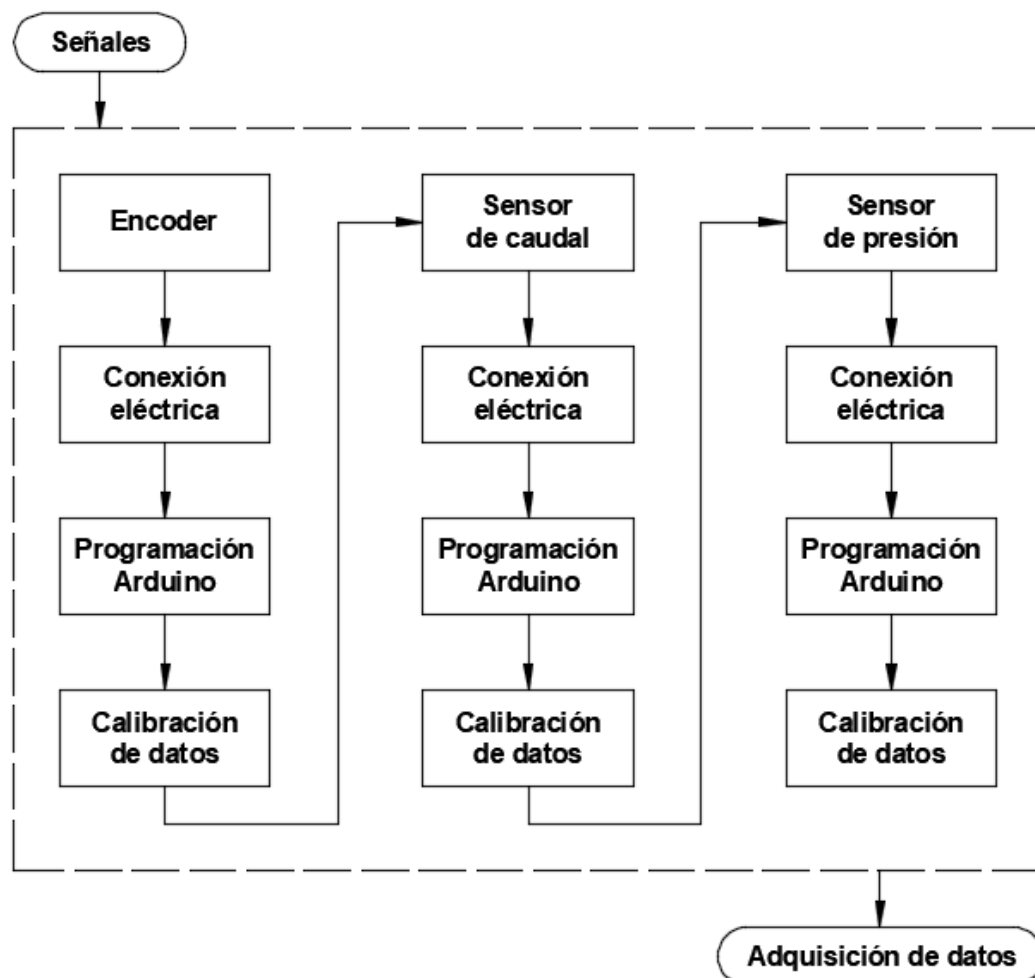 Señales
Encoder
Conexión
eléctrica
Programación
Arduino
Calibración
de datos
Sensor
de caudal
Conexión
eléctrica
Programación
Arduino
Calibración
de datos
Sensor
de presión
Conexión
eléctrica
Programación
Arduino
Calibración
de datos
Adquisición de datos